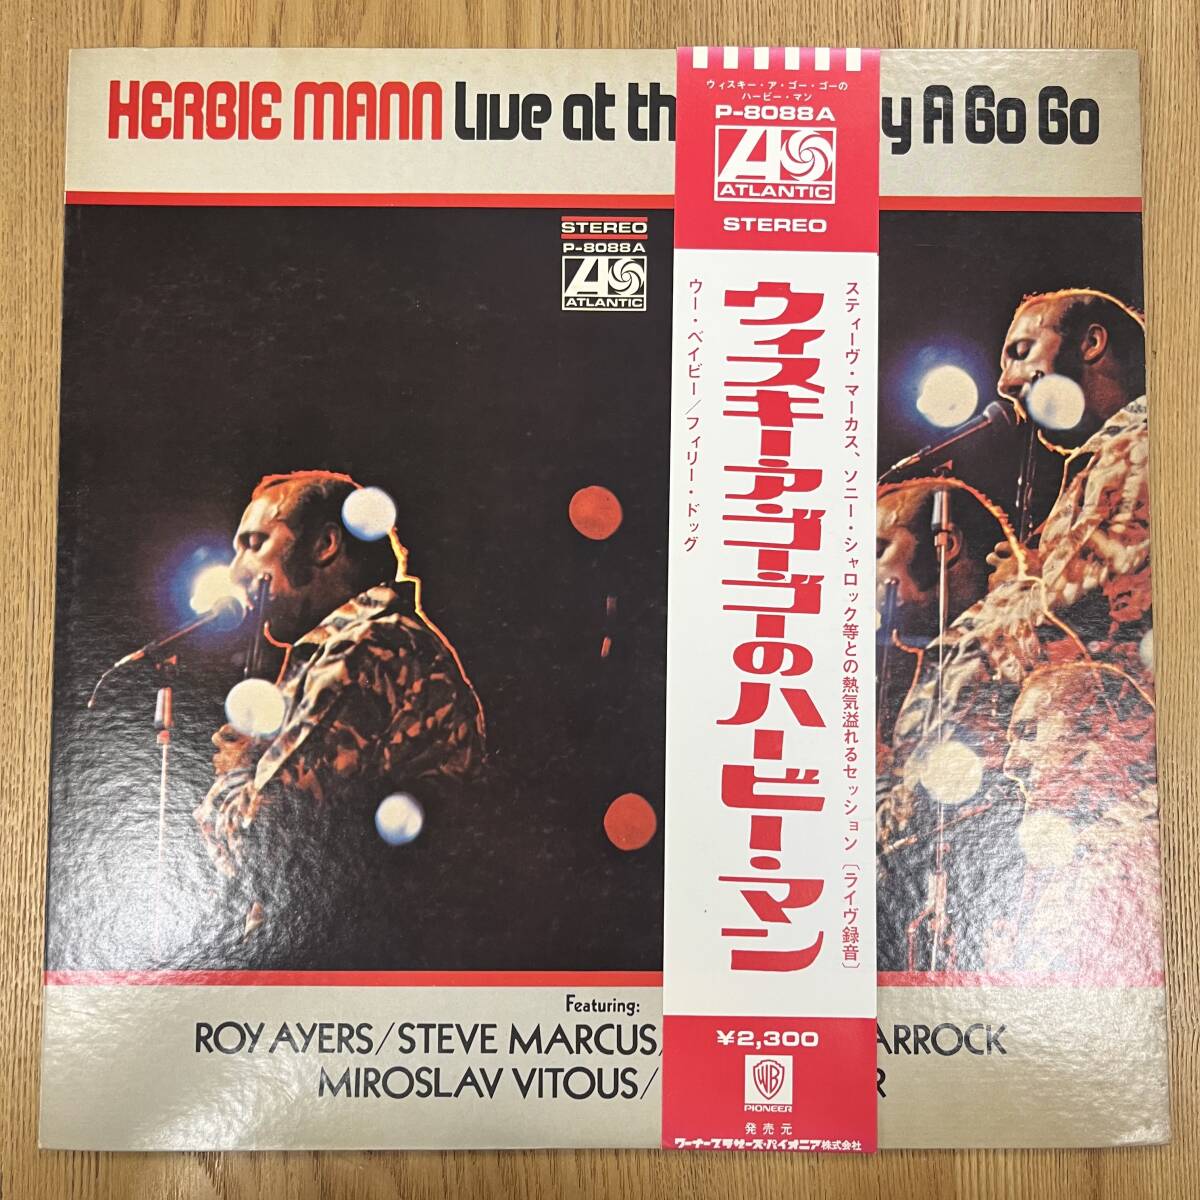 HERBIE MANN Live at th y A Go Go
STEREO
P-8088A
ATLANTIC
ウィスキー・ア・ゴー・ゴーの
ハービー・マン
P-8088A
ATLANTIC
STEREO
スティーヴ・マーカス、ソニー・シャロック等との熱気溢れるセッション〔ライヴ録音〕
ウィスキー・ア・ゴーゴーのハービー・マン
ウー・ベイビー／フィリー・ドッグ
¥2,300
WB
PIONEER
発売元
ワーナーブラザーズ・パイオニア株式会社
Featuring:
ROY AYERS/STEVE MARCUS/ ARROCK
MIROSLAV VITOUS/ R